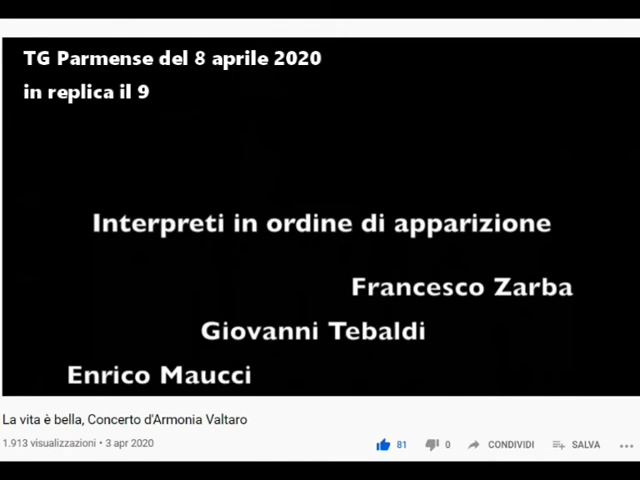 TG Parmense del 8 aprile 2020
in replica il 9
Interpreti in ordine di apparizione
Francesco Zarba
Giovanni Tebaldi
Enrico Maucci
La vita è bella, Concerto d'Armonia Valtaro
1.913 visualizzazioni • 3 apr 2020
81 0 CONDIVIDI SALVA